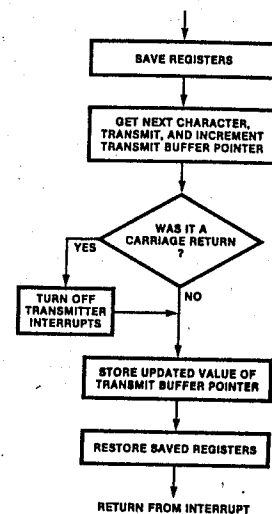 SAVE REGISTERS
GET NEXT CHARACTER,
TRANSMIT, AND INCREMENT
TRANSMIT BUFFER POINTER
WAS IT A
CARRIAGE RETURN
?
YES
NO
TURN OFF
TRANSMITTER
INTERRUPTS
STORE UPDATED VALUE OF
TRANSMIT BUFFER POINTER
RESTORE SAVED REGISTERS
RETURN FROM INTERRUPT